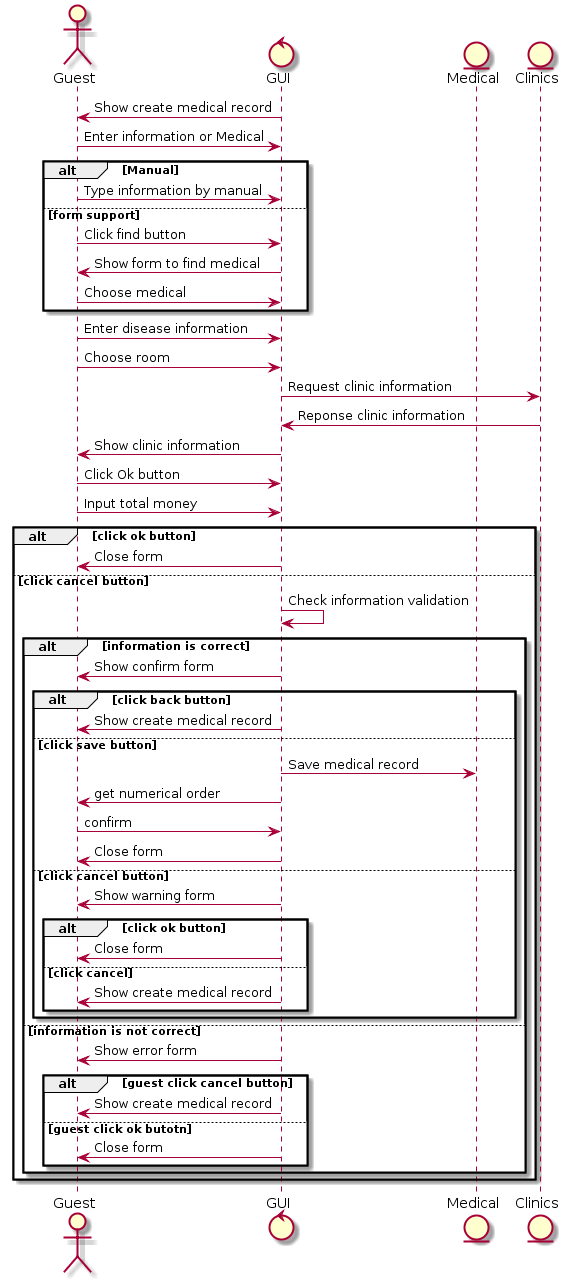 Guest GUI Medical Clinics
Show create medical record
Enter information or Medical
alt [Manual]
Type information by manual
[form support]
Click find button
Show form to find medical
Choose medical
Enter disease information
Choose room
Request clinic information
Reponse clinic information
Show clinic information
Click Ok button
Input total money
alt [click ok button]
Close form
[click cancel button]
Check information validation
alt [information is correct]
Show confirm form
alt [click back button]
Show create medical record
[click save button]
Save medical record
get numerical order
confirm
Close form
[click cancel button]
Show warning form
alt [click ok button]
Close form
[click cancel]
Show create medical record
[information is not correct]
Show error form
alt [guest click cancel button]
Show create medical record
[guest click ok butotn]
Close form
Guest GUI Medical Clinics